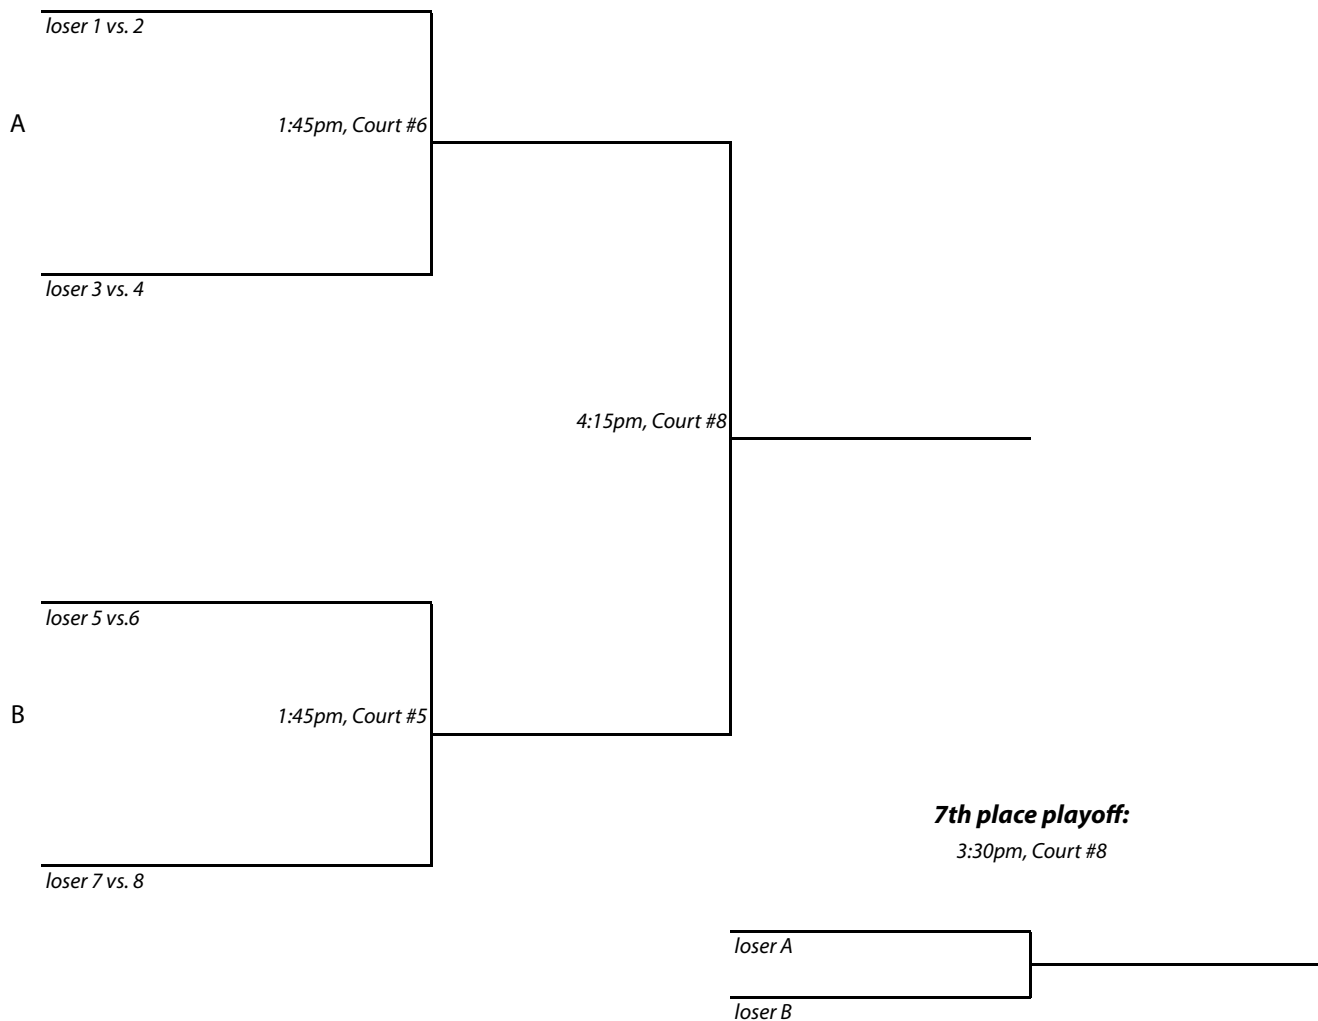 loser 1 vs. 2
A
1:45pm, Court #6
loser 3 vs. 4
4:15pm, Court #8
loser 5 vs.6
B
1:45pm, Court #5
loser 7 vs. 8
7th place playoff:
3:30pm, Court #8
loser A
loser B